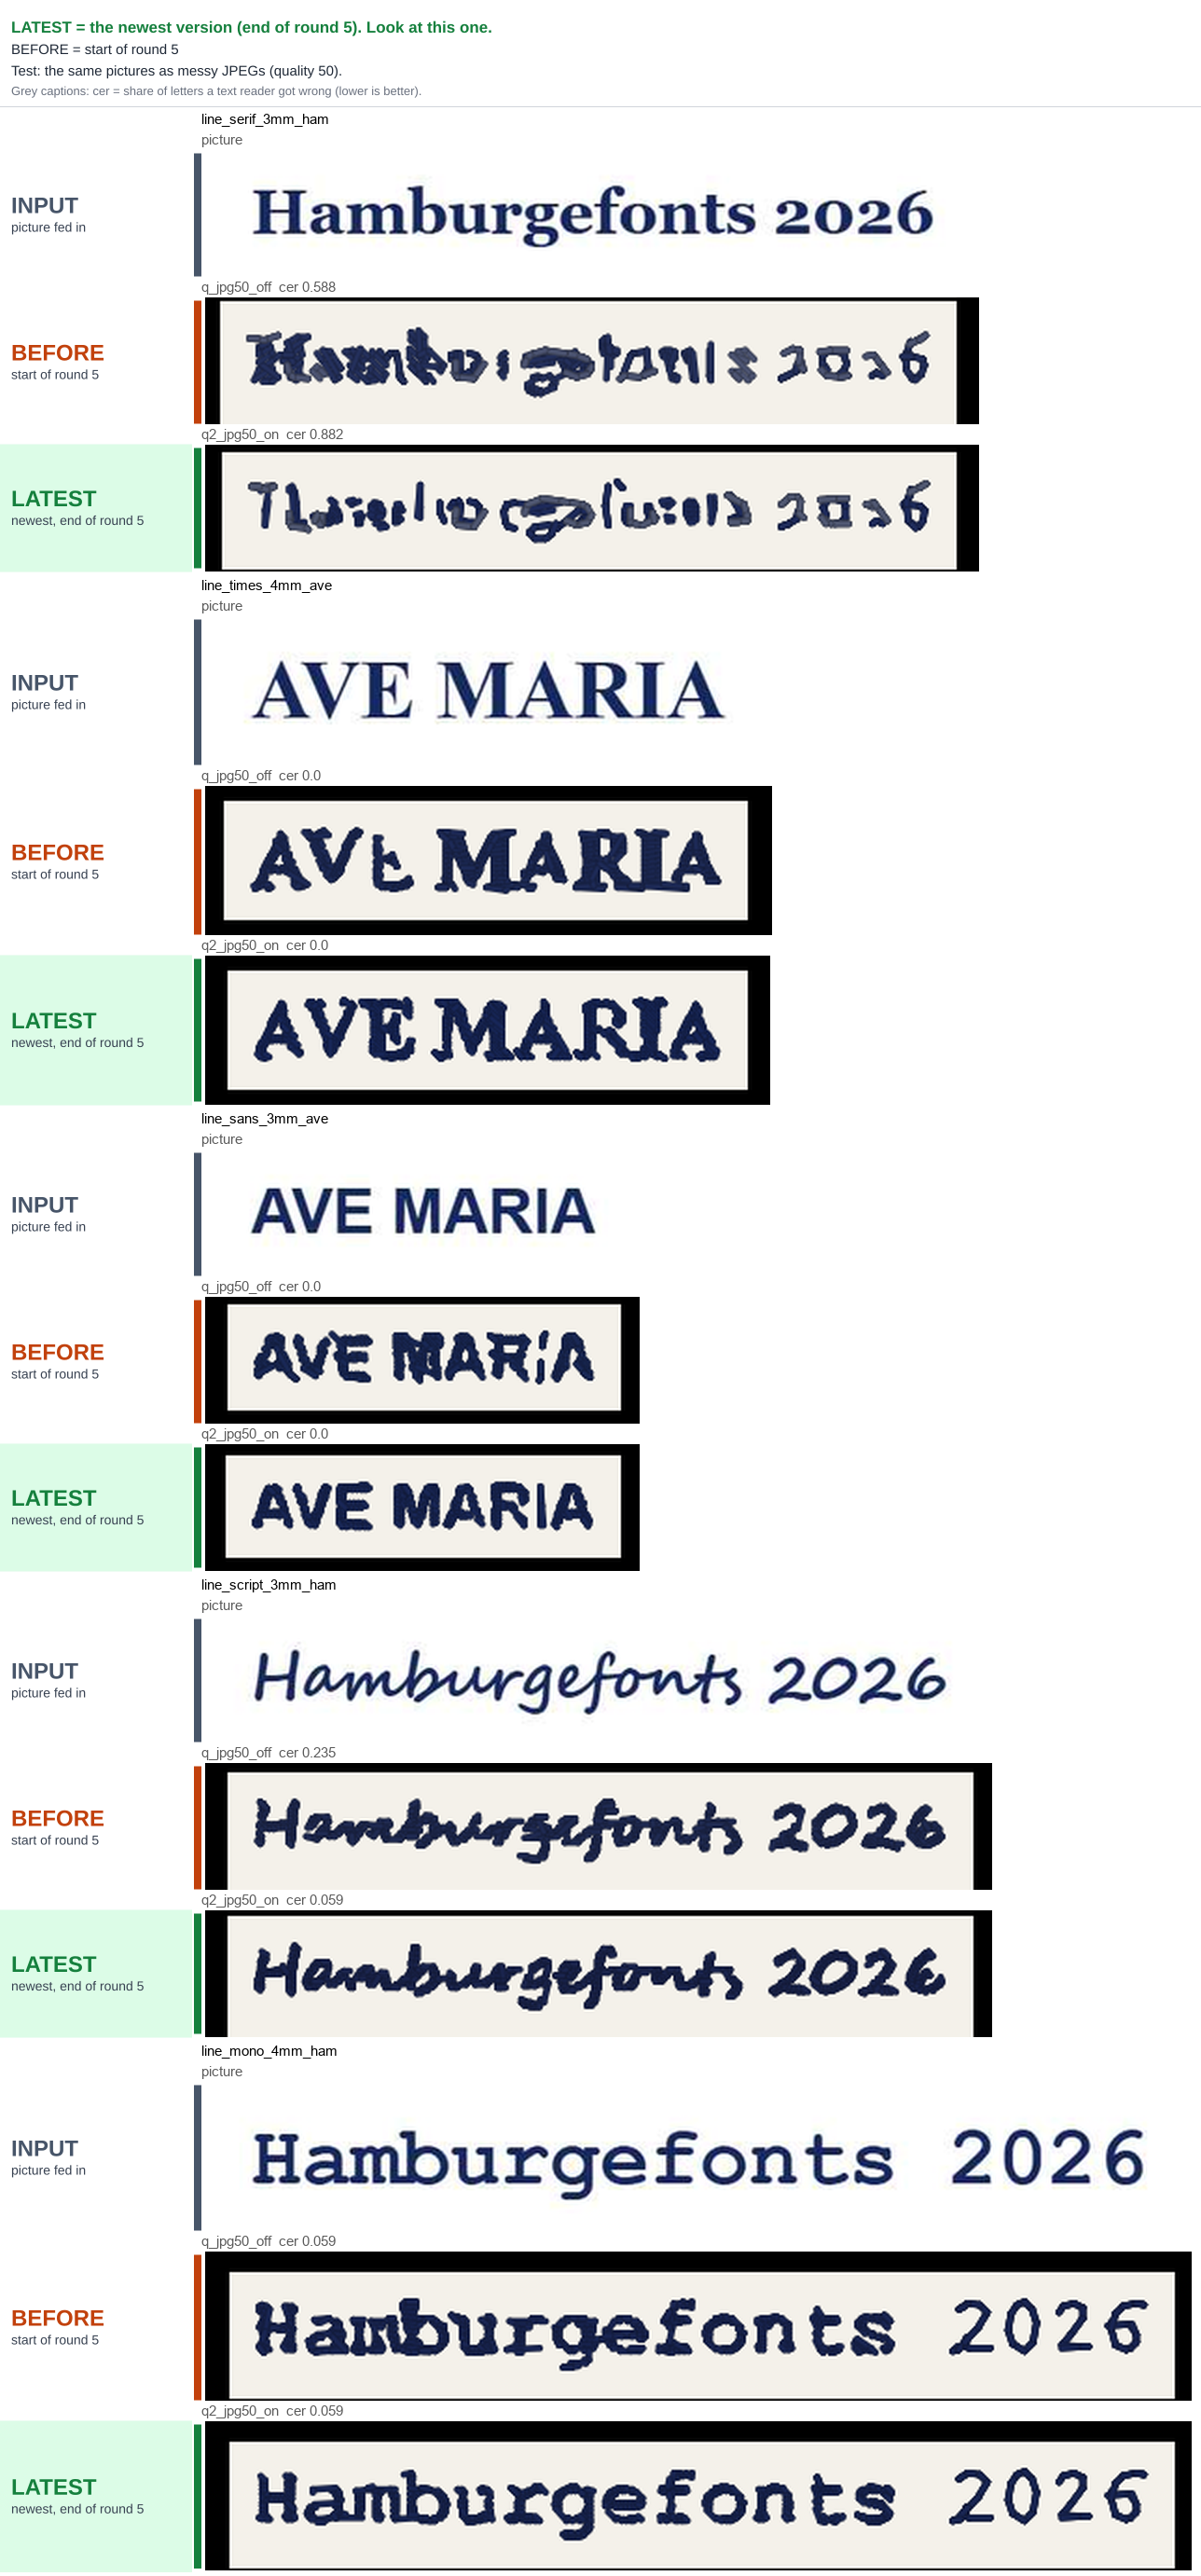 LATEST = the newest version (end of round 5). Look at this one.
BEFORE = start of round 5
Test: the same pictures as messy JPEGs (quality 50).
Grey captions: cer = share of letters a text reader got wrong (lower is better).
line_serif_3mm_ham
picture
INPUT
picture fed in
Hamburgefonts 2026
q_jpg50_off cer 0.588
BEFORE
start of round 5
2026
q2_jpg50_on cer 0.882
LATEST
newest, end of round 5
2026
line_times_4mm_ave
picture
INPUT
picture fed in
AVE MARIA
q_jpg50_off cer 0.0
BEFORE
start of round 5
AVE MARIA
q2_jpg50_on cer 0.0
LATEST
newest, end of round 5
AVE MARIA
line_sans_3mm_ave
picture
INPUT
picture fed in
AVE MARIA
q_jpg50_off cer 0.0
BEFORE
start of round 5
AVE MARIA
q2_jpg50_on cer 0.0
LATEST
newest, end of round 5
AVE MARIA
line_script_3mm_ham
picture
INPUT
picture fed in
Hamburgefonts 2026
q_jpg50_off cer 0.235
BEFORE
start of round 5
Hamburgefonts 2026
q2_jpg50_on cer 0.059
LATEST
newest, end of round 5
Hamburgefonts 2026
line_mono_4mm_ham
picture
INPUT
picture fed in
Hamburgefonts 2026
q_jpg50_off cer 0.059
BEFORE
start of round 5
Hamburgefonts 2026
q2_jpg50_on cer 0.059
LATEST
newest, end of round 5
Hamburgefonts 2026